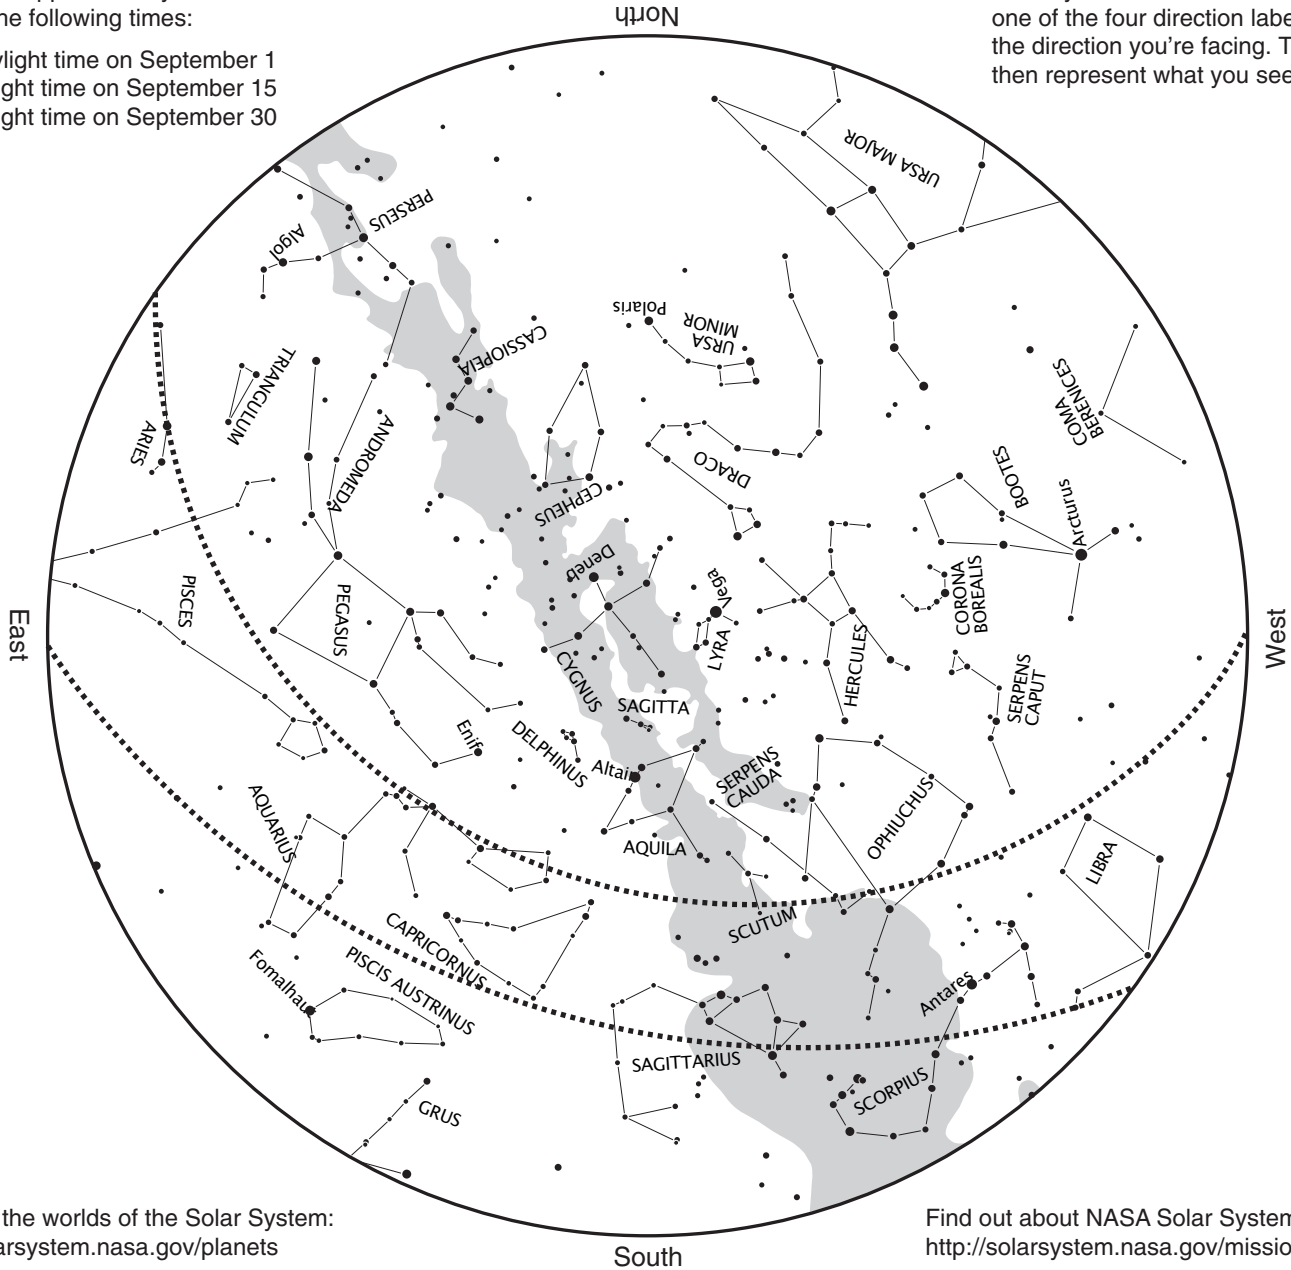 he following times:
ylight time on September 1
ght time on September 15
ght time on September 30
North
one of the four direction labe
the direction you're facing. T
then represent what you see
URSA MAJOR
PERSEUS
Algol
Polaris
URSA
MINOR
CASSIOPEIA
TRIANGULUM
ARIES
ANDROMEDA
COMA
BERENICES
DRACO
BOOTES
Arcturus
CEPHEUS
Deneb
Vega
CORONA
BOREALIS
PISCES
PEGASUS
East
West
LYRA
HERCULES
CYGNUS
SERPENS
CAPUT
SAGITTA
Enif
DELPHINUS
Altair
SERPENS
CAUDA
AQUARIUS
AQUILA
OPHIUCHUS
LIBRA
SCUTUM
CAPRICORNUS
Fomalhaut
PISCIS AUSTRINUS
Antares
SAGITTARIUS
SCORPIUS
GRUS
the worlds of the Solar System:
arsystem.nasa.gov/planets
South
Find out about NASA Solar System
http://solarsystem.nasa.gov/missio